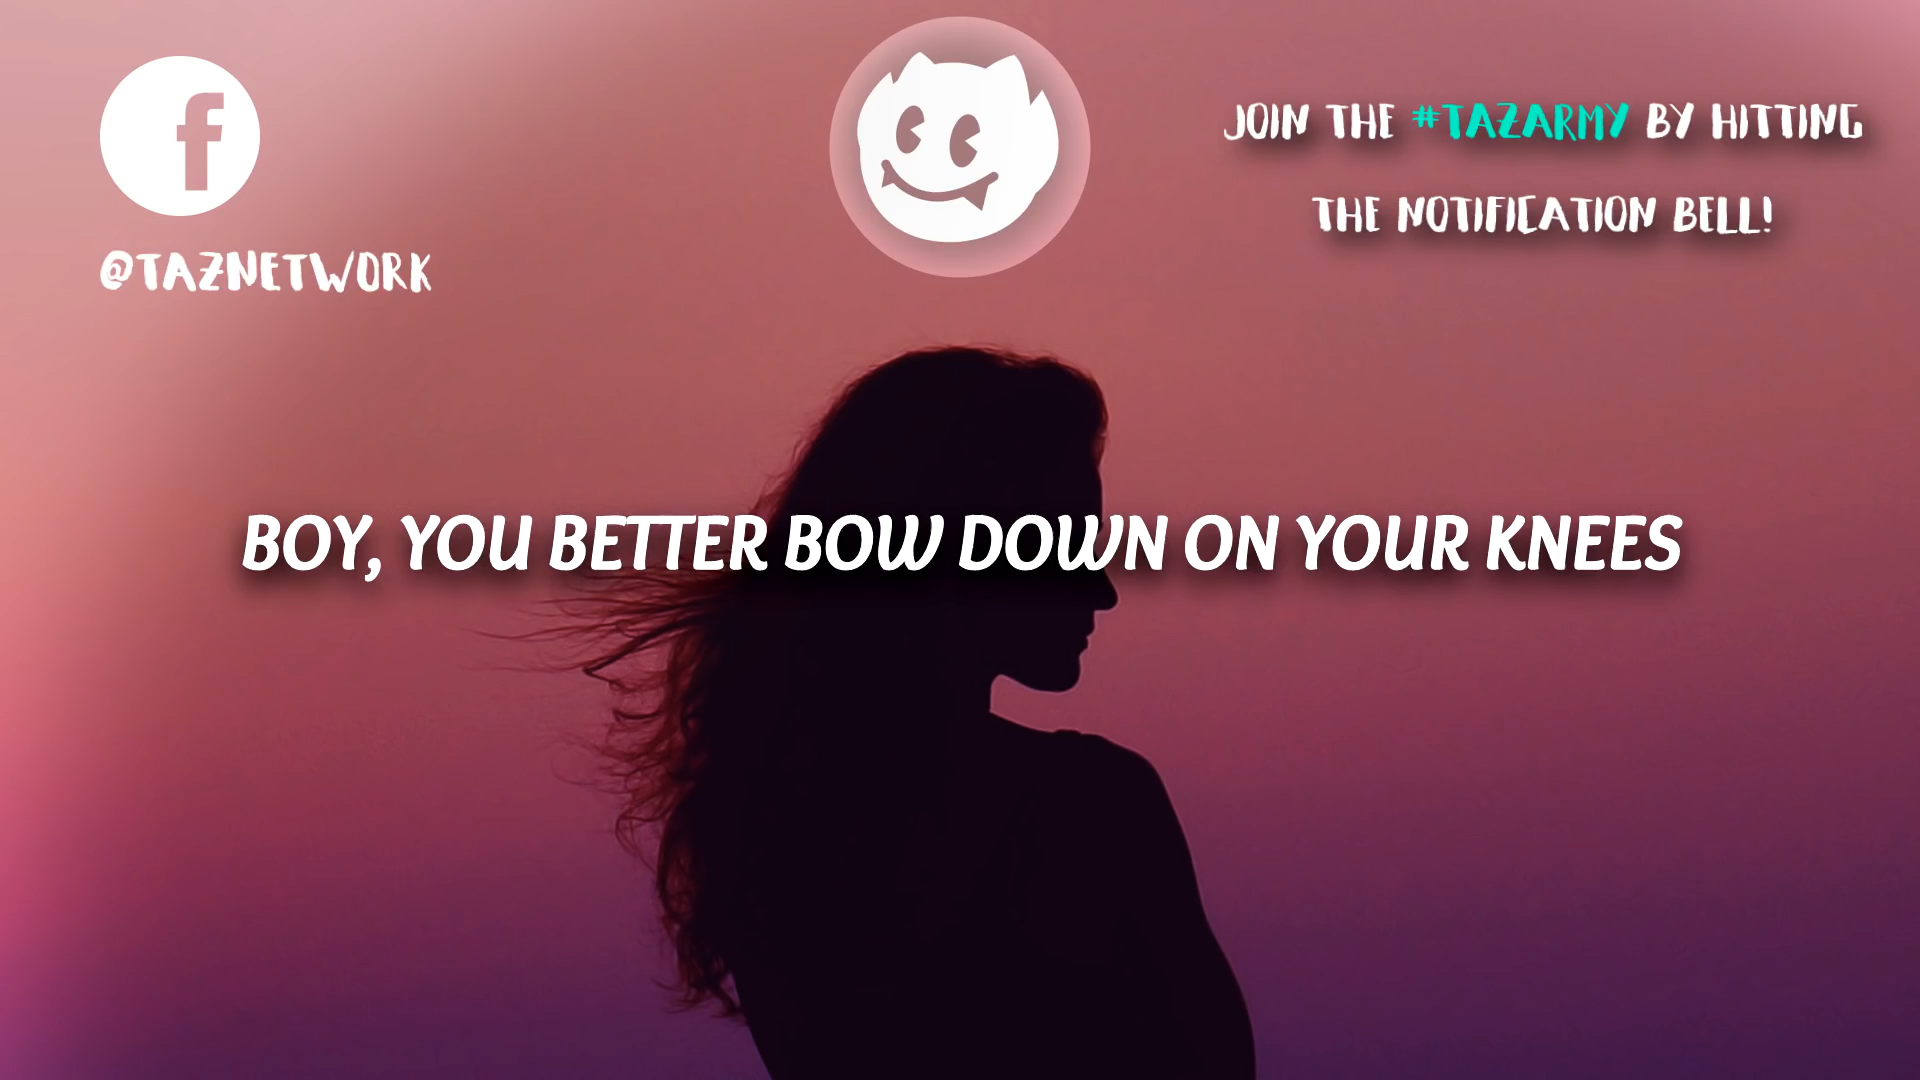 @TAZNETWORK
JOIN THE #TAZARMY BY HITTING
THE NOTIFICATION BELL!
BOY, YOU BETTER BOW DOWN ON YOUR KNEES